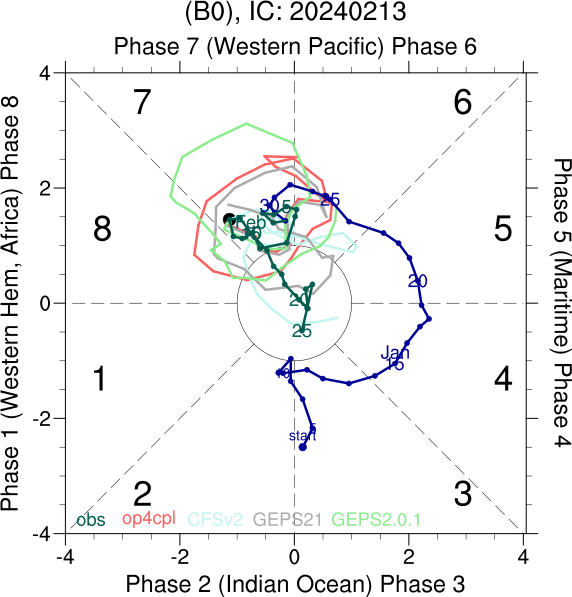 (B0), IC: 20240213
Phase 7 (Western Pacific) Phase 6
Phase 1 (Western Hem, Africa) Phase 8
Phase 5 (Maritime) Phase 4
4
2
0
-2
-4
7
6
8
5
1
4
2
3
30
5
25
Feb
20
20
25
Jan
15
10
5
start
obs
op4cpl
CFSv2
GEPS21
GEPS2.0.1
-4
-2
0
2
4
Phase 2 (Indian Ocean) Phase 3